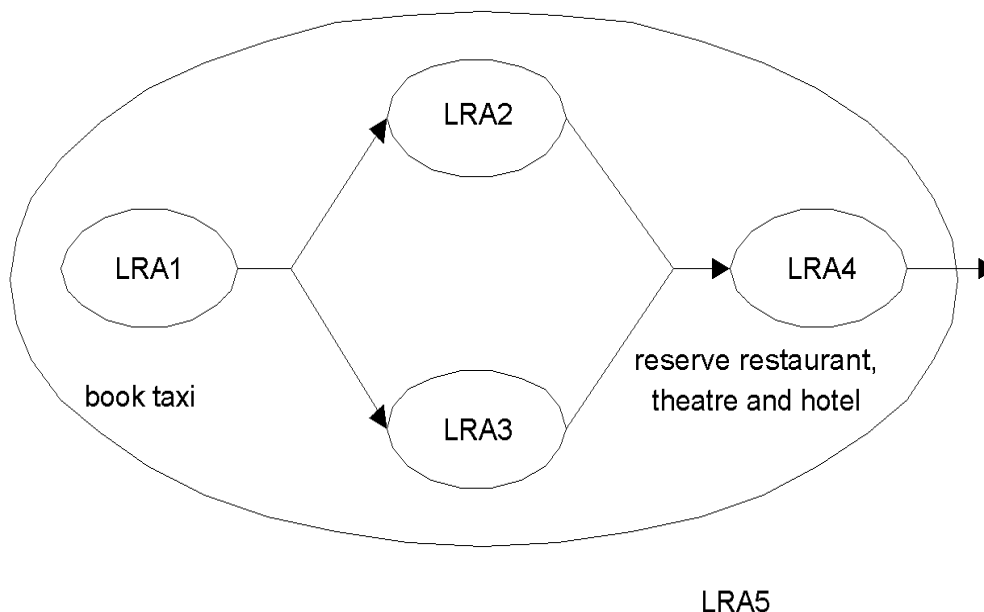 LRA2
LRA1
LRA4
reserve restaurant,
theatre and hotel
book taxi
LRA3
LRA5